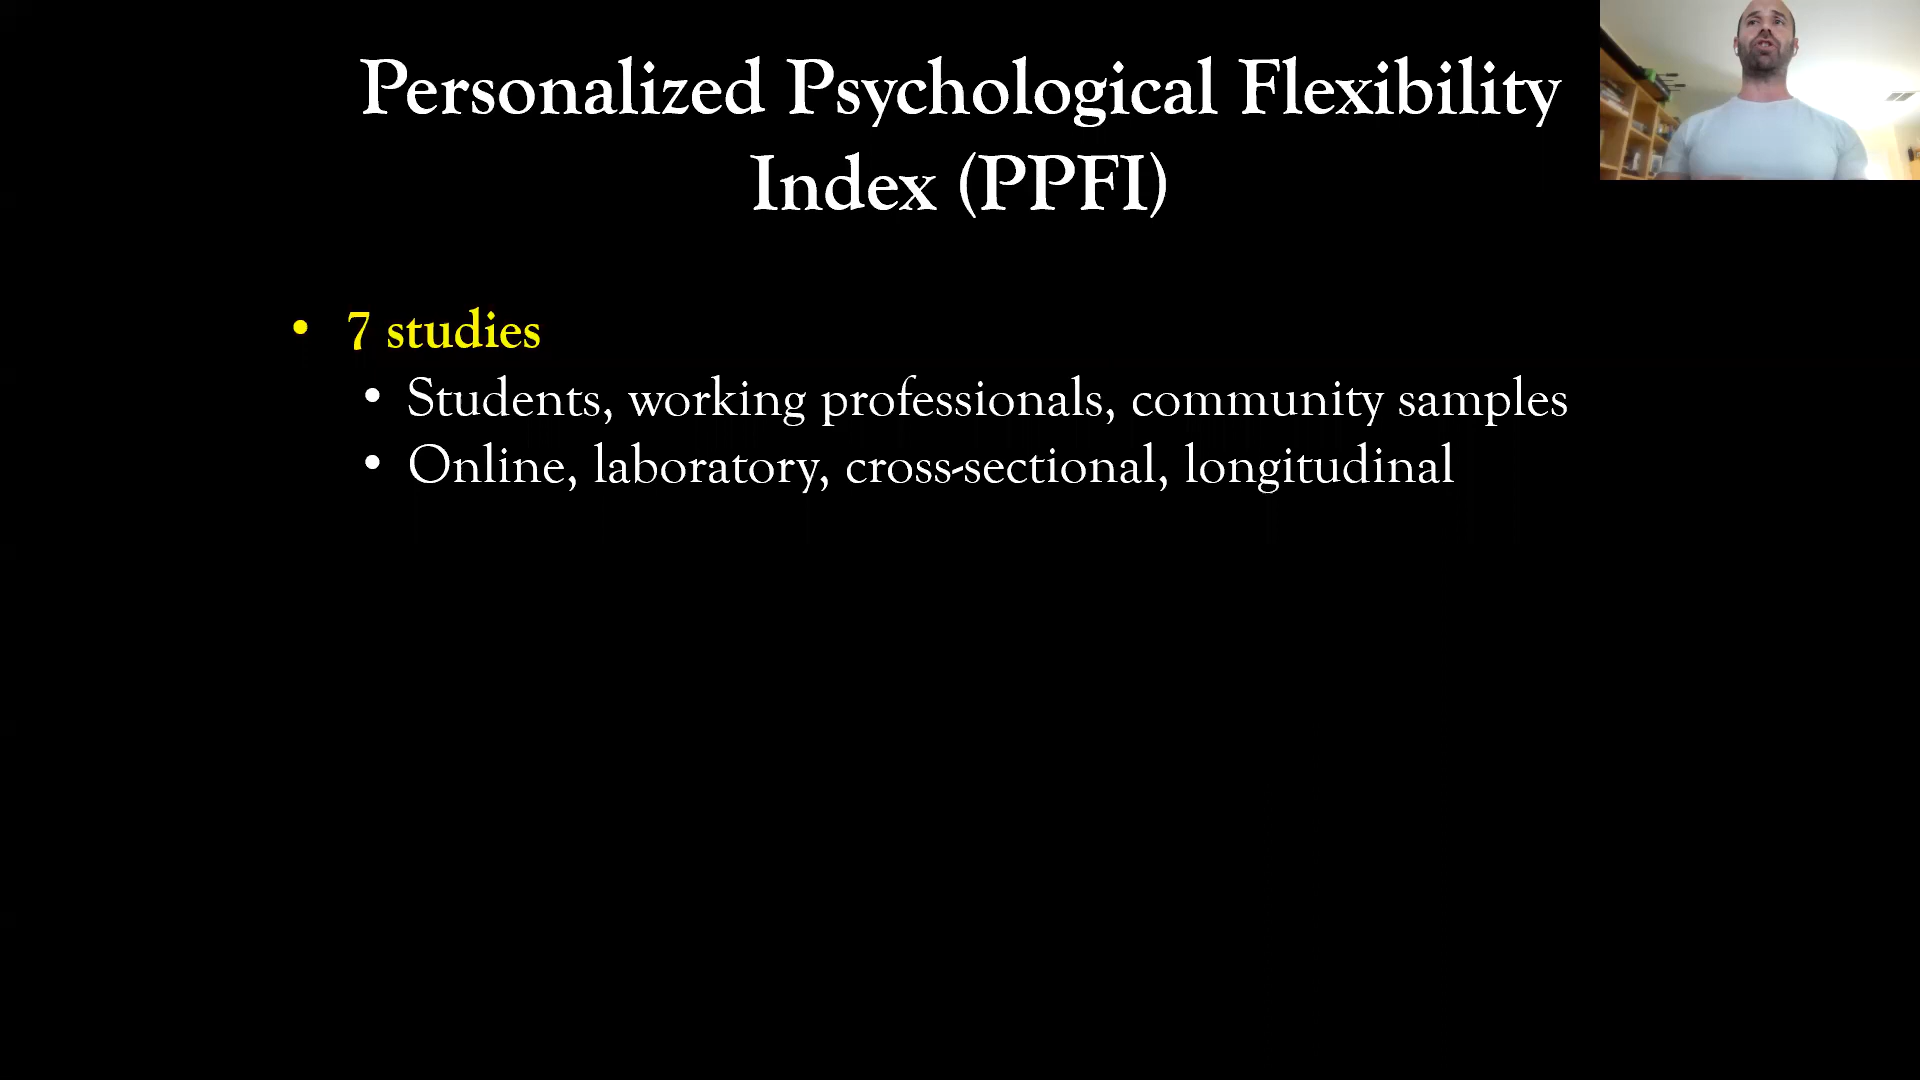 Personalized Psychological Flexibility
Index (PPFI)
• 7 studies
• Students, working professionals, community samples
• Online, laboratory, cross-sectional, longitudinal